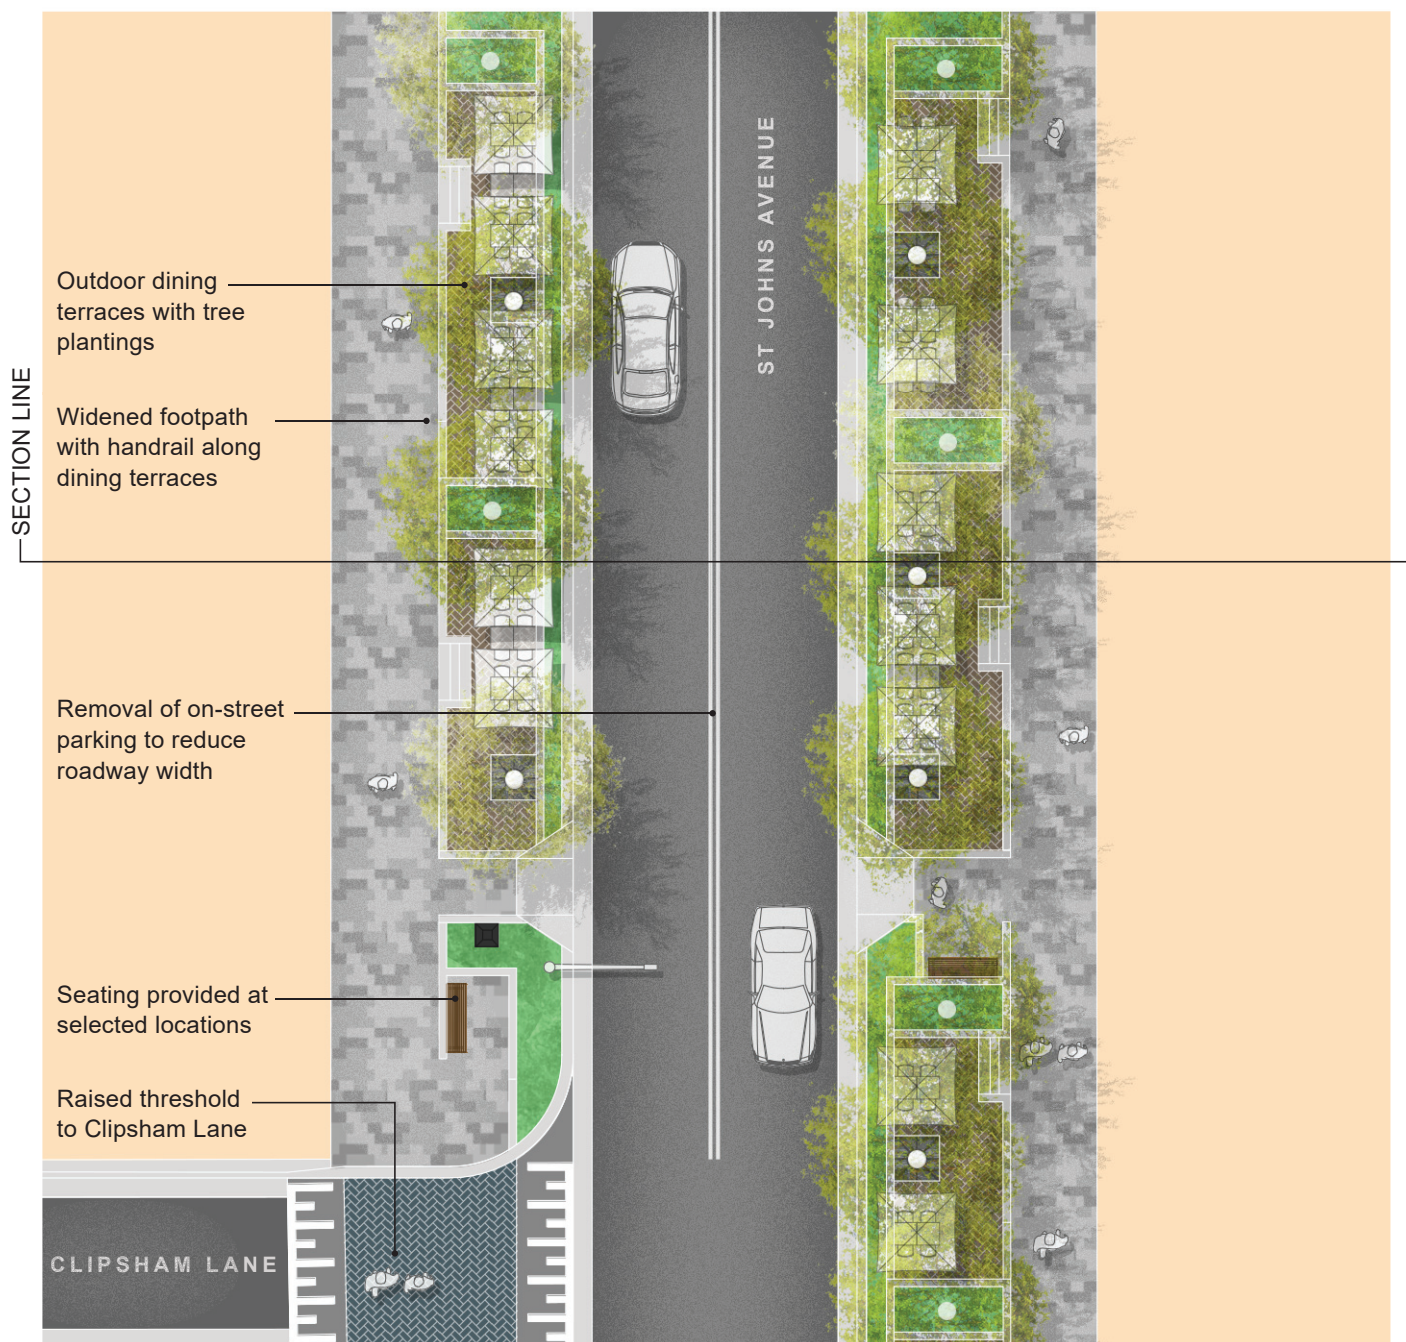 ST JOHNS AVENUE
Outdoor dining
terraces with tree
plantings
Widened footpath
with handrail along
dining terraces
SECTION LINE
Removal of on-street
parking to reduce
roadway width
Seating provided at
selected locations
Raised threshold
to Clipsham Lane
CLIPSHAM LANE